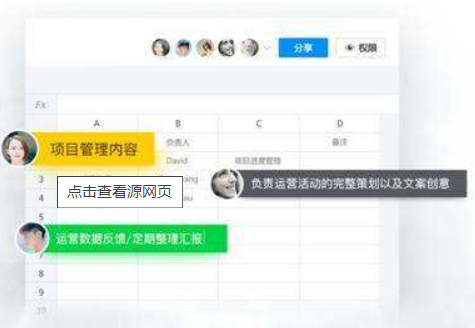 分享
权限
Fx
A B C D
负责人 备注
项目管理内容
David 项目进度管理
3
负责运营活动的完整策划以及文案创意
点击查看源网页
4
5
运营数据反馈/定期整理汇报
8
9
10